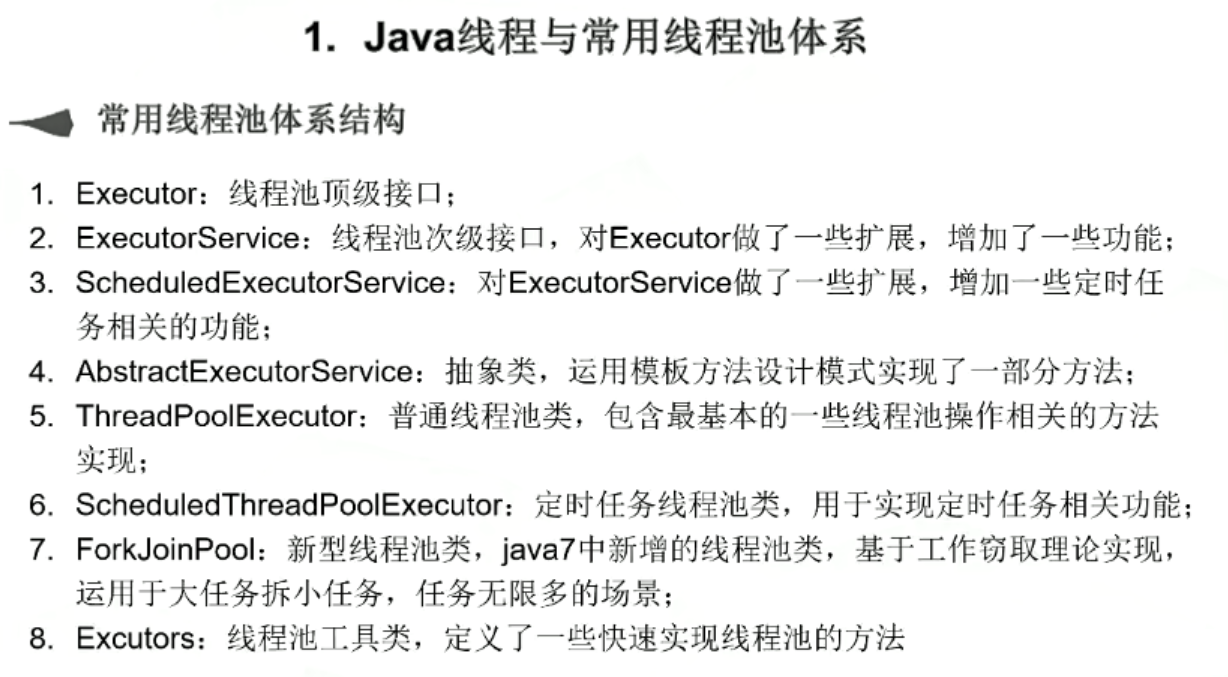 1. Java线程与常用线程池体系
常用线程池体系结构
1. Executor：线程池顶级接口；
2. ExecutorService：线程池次级接口，对Executor做了一些扩展，增加了一些功能；
3. ScheduledExecutorService：对ExecutorService做了一些扩展，增加一些定时任
务相关的功能；
4. AbstractExecutorService：抽象类，运用模板方法设计模式实现了一部分方法；
5. ThreadPoolExecutor：普通线程池类，包含最基本的一些线程池操作相关的方法
实现；
6. ScheduledThreadPoolExecutor：定时任务线程池类，用于实现定时任务相关功能；
7. ForkJoinPool：新型线程池类，java7中新增的线程池类，基于工作窃取理论实现，
运用于大任务拆小任务，任务无限多的场景；
8. Excutors：线程池工具类，定义了一些快速实现线程池的方法